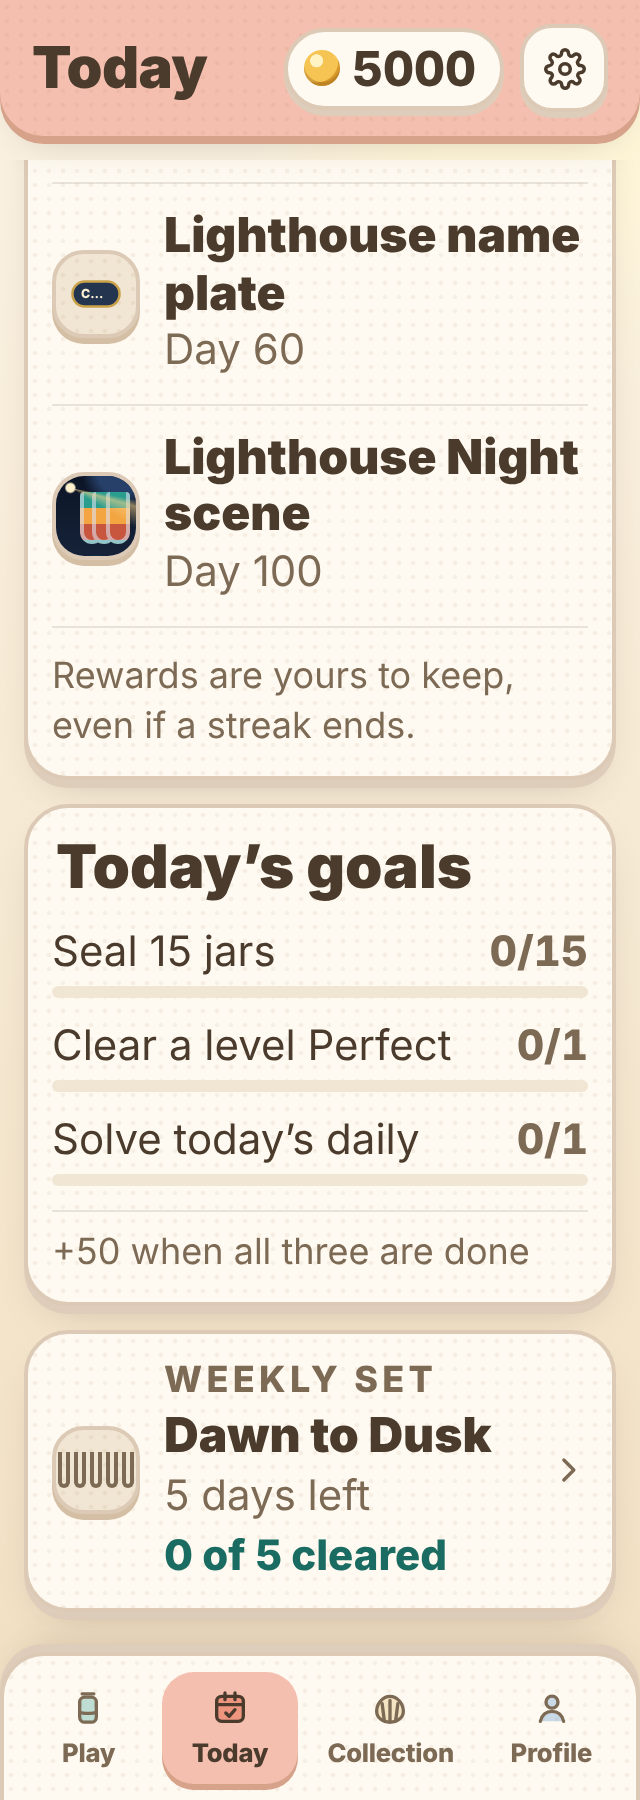 Today
5000
Lighthouse name
plate
Day 60
C...
Lighthouse Night
scene
Day 100
Rewards are yours to keep,
even if a streak ends.
Today’s goals
Seal 15 jars 0/15
Clear a level Perfect 0/1
Solve today’s daily 0/1
+50 when all three are done
WEEKLY SET
Dawn to Dusk
5 days left
0 of 5 cleared
Play
Today
Collection
Profile